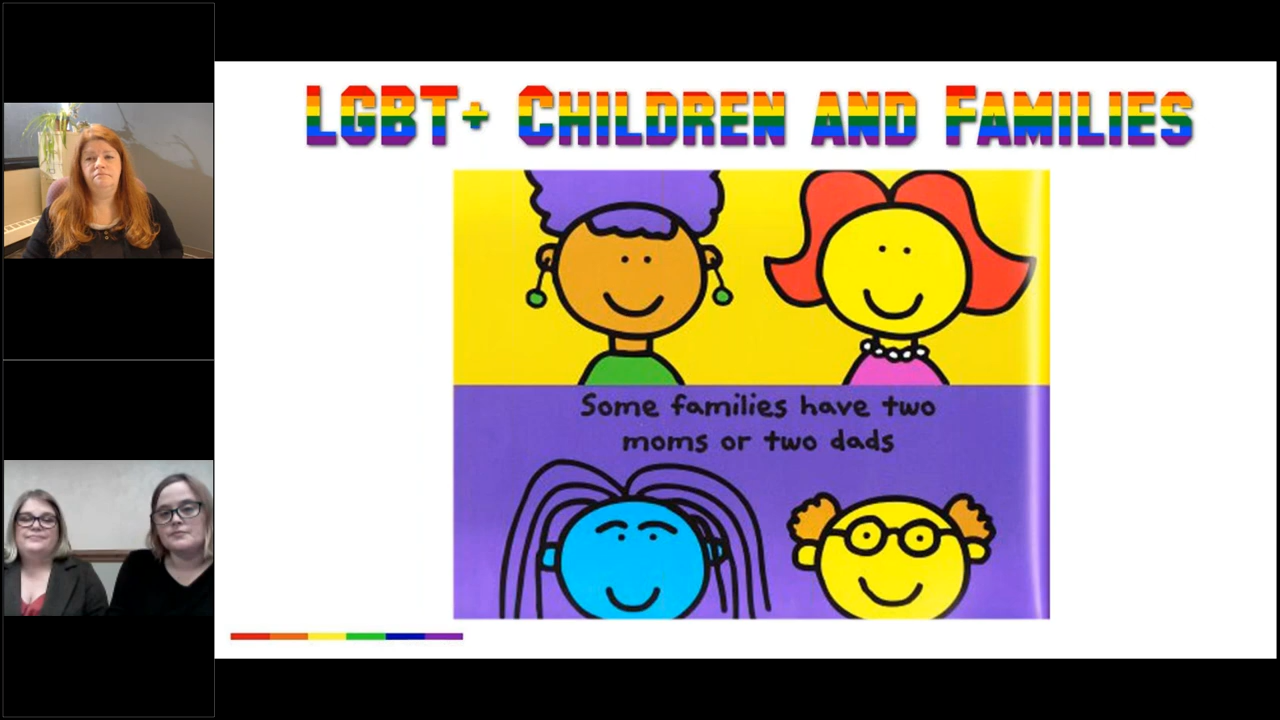 LGBT+ Children and Families
Some families have two
moms or two dads